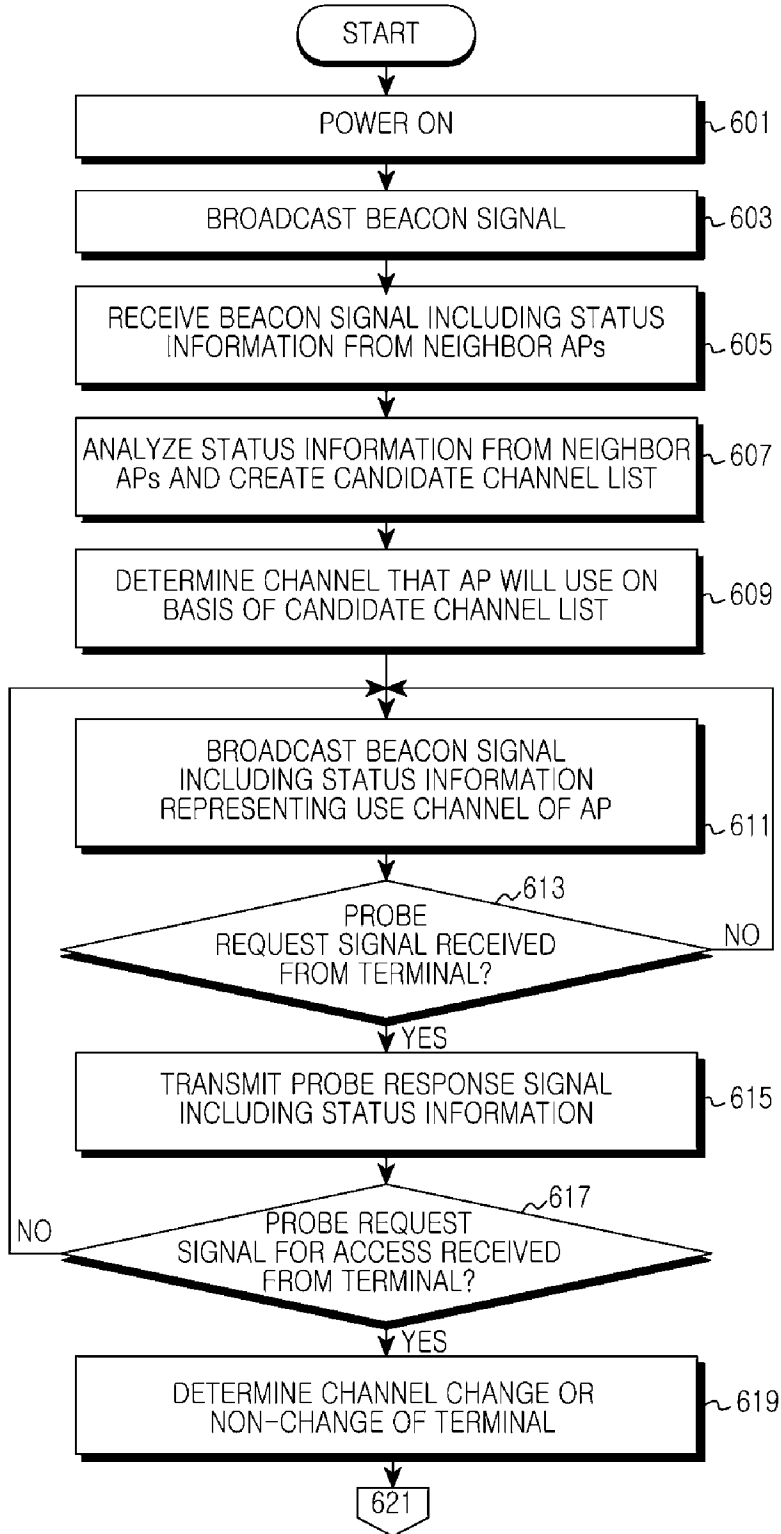 START
POWER ON
601
BROADCAST BEACON SIGNAL
603
RECEIVE BEACON SIGNAL INCLUDING STATUS
INFORMATION FROM NEIGHBOR APs
605
ANALYZE STATUS INFORMATION FROM NEIGHBOR
APs AND CREATE CANDIDATE CHANNEL LIST
607
DETERMINE CHANNEL THAT AP WILL USE ON
BASIS OF CANDIDATE CHANNEL LIST
609
BROADCAST BEACON SIGNAL
INCLUDING STATUS INFORMATION
REPRESENTING USE CHANNEL OF AP
611
613
PROBE
REQUEST SIGNAL RECEIVED
FROM TERMINAL?
NO
YES
TRANSMIT PROBE RESPONSE SIGNAL
INCLUDING STATUS INFORMATION
615
617
PROBE REQUEST
SIGNAL FOR ACCESS RECEIVED
FROM TERMINAL?
NO
YES
DETERMINE CHANNEL CHANGE OR
NON-CHANGE OF TERMINAL
619
621